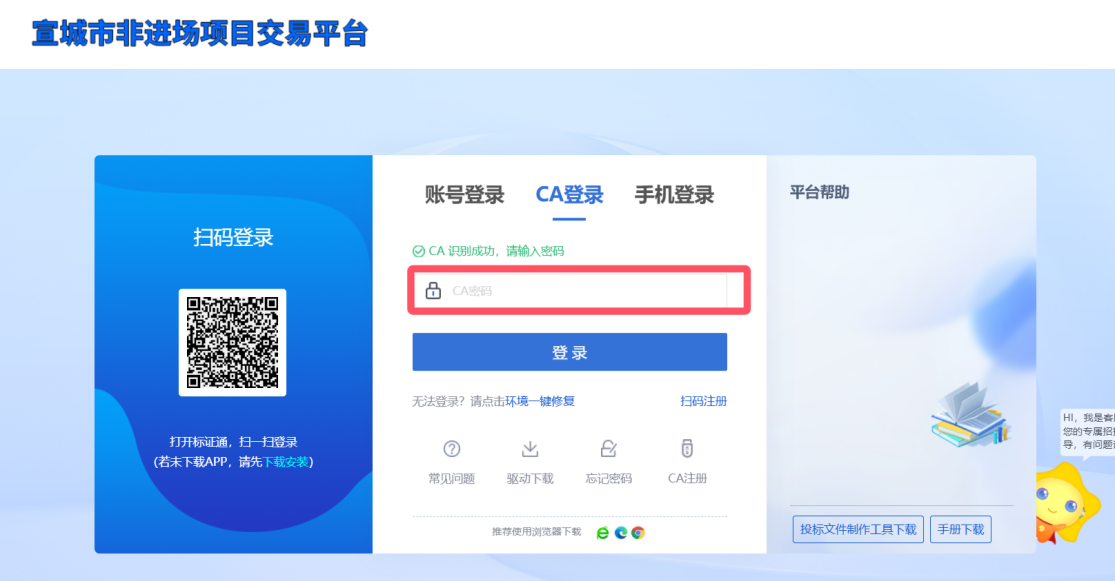 宣城市非进场项目交易平台
扫码登录
打开标证通，扫一扫登录
(若未下载APP，请先下载安装)
账号登录 CA登录 手机登录
CA 识别成功，请输入密码
CA密码
登 录
无法登录？请点击环境一键修复 扫码注册
常见问题 驱动下载 忘记密码 CA注册
推荐使用浏览器下载
平台帮助
投标文件制作工具下载 手册下载
HI，我是客
您的专属招
导，有问题